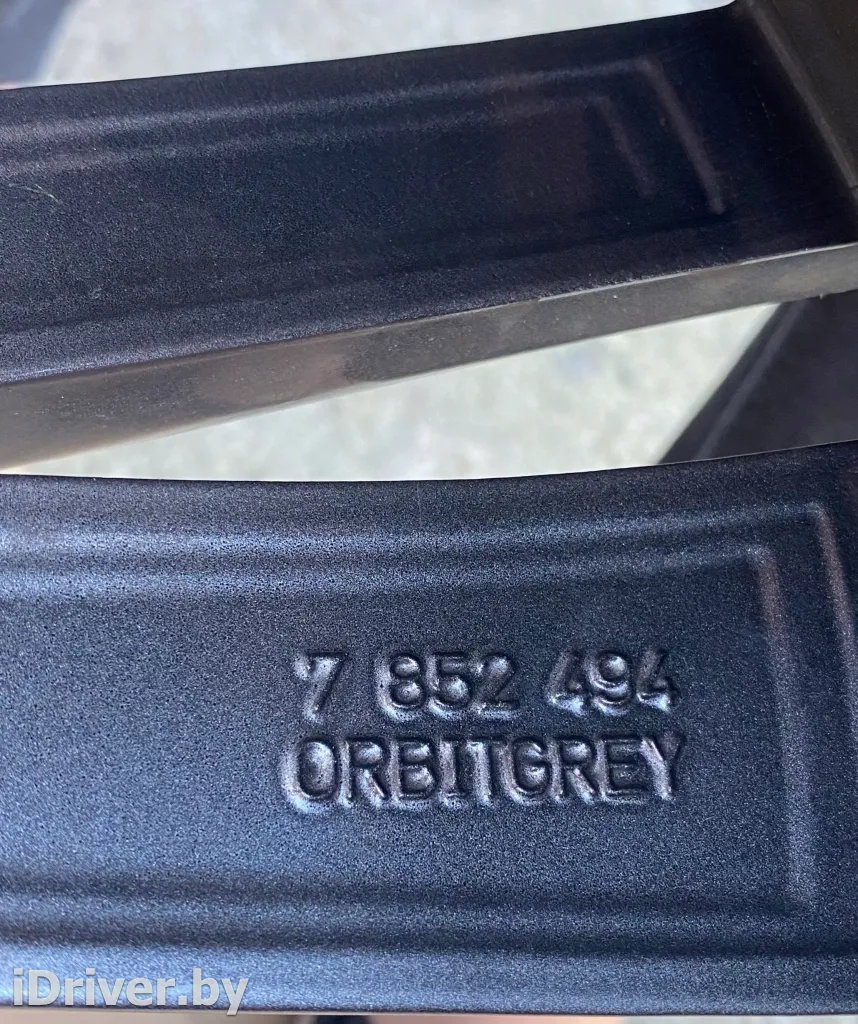 7 852 494
ORBITGREY
iDriver.by